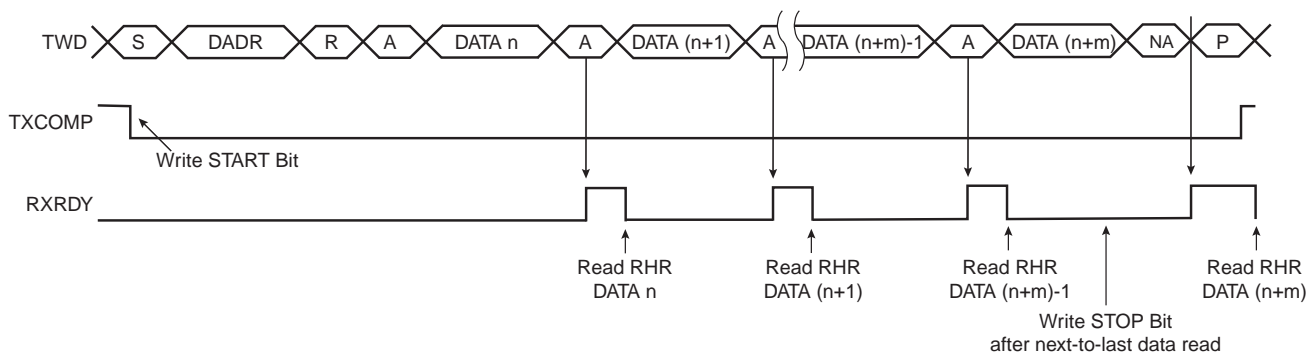 TWD S DADR R A DATA n A DATA (n+1) A DATA (n+m)-1 A DATA (n+m) NA P
TXCOMP
Write START Bit
RXRDY
Read RHR
DATA n
Read RHR
DATA (n+1)
Read RHR
DATA (n+m)-1
Read RHR
DATA (n+m)
Write STOP Bit
after next-to-last data read